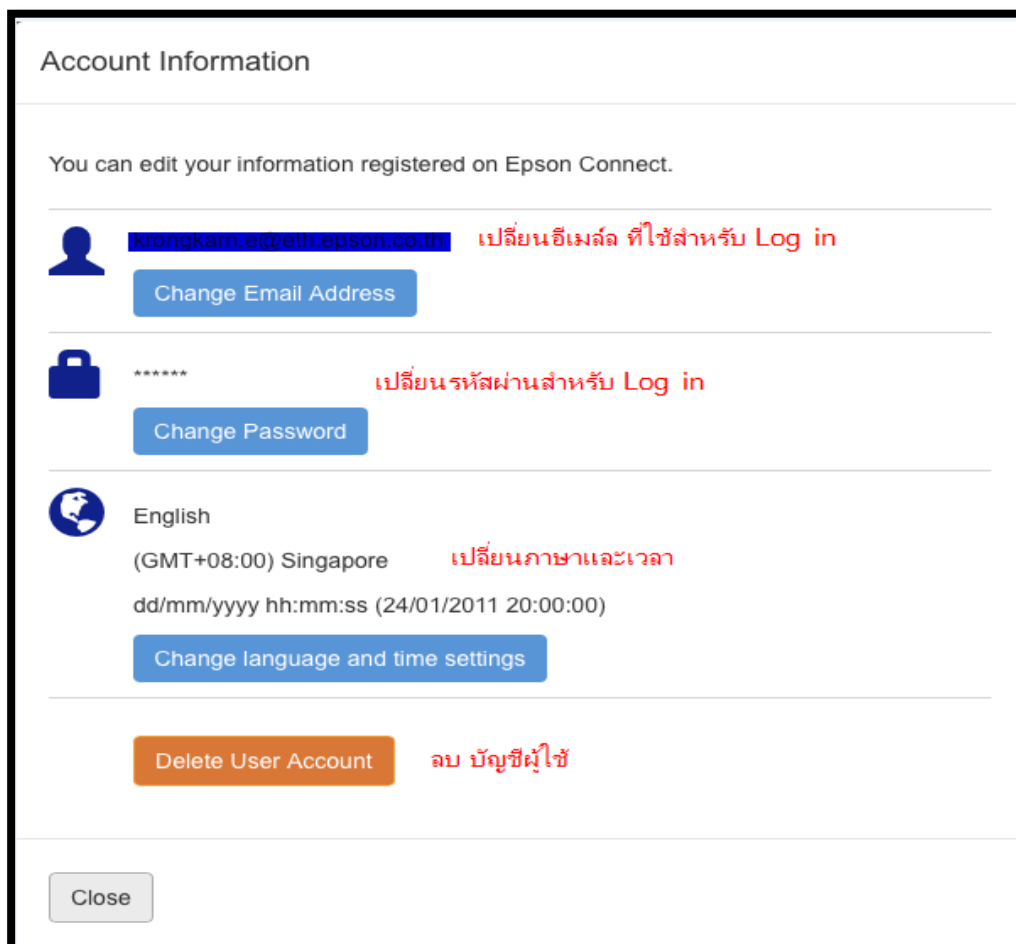 Account Information
You can edit your information registered on Epson Connect.
krongkarn.e@eth.epson.co.th เปลี่ยนอีเมล์ล ที่ใช้สำหรับ Log in
Change Email Address
****** เปลี่ยนรหัสผ่านสำหรับ Log in
Change Password
English
(GMT+08:00) Singapore เปลี่ยนภาษาและเวลา
dd/mm/yyyy hh:mm:ss (24/01/2011 20:00:00)
Change language and time settings
Delete User Account ลบ บัญชีผู้ใช้
Close